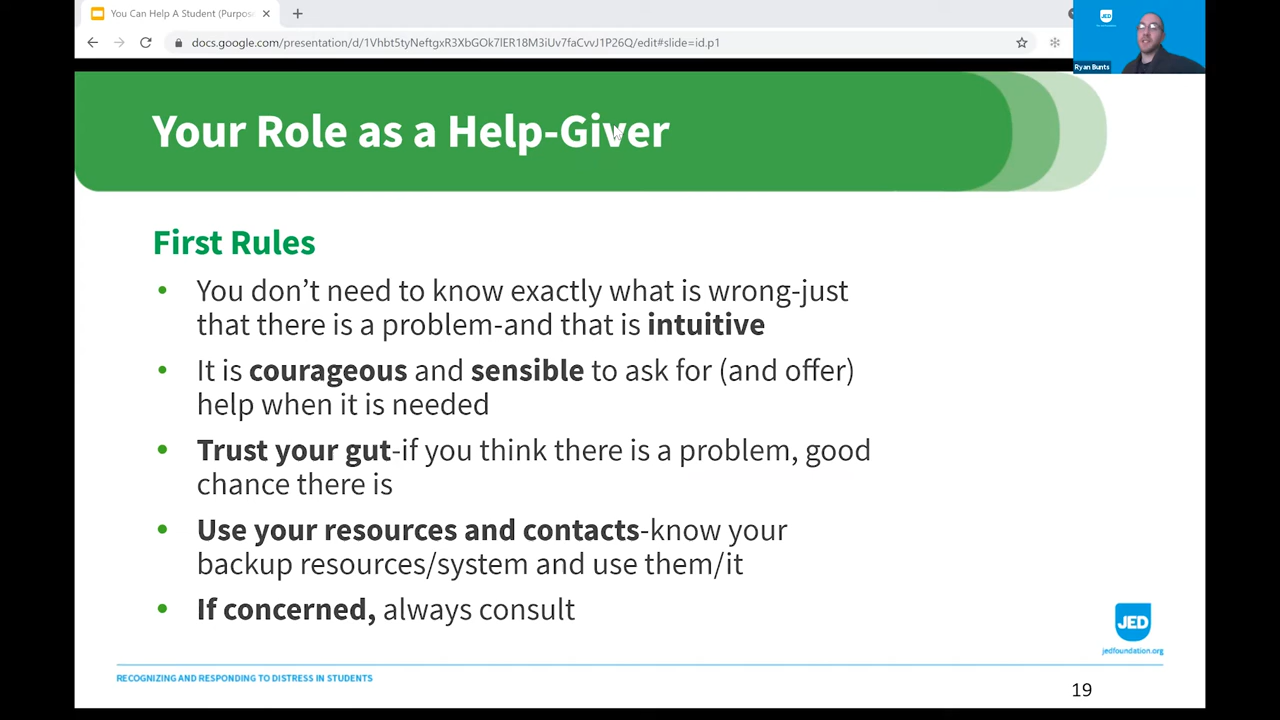 You Can Help A Student (Purpos
docs.google.com/presentation/d/1Vhbt5tyNeftgxR3XbGOk7lER18M3iUv7faCvvJ1P26Q/edit#slide=id.p1
JED
Ryan Bunts
Your Role as a Help-Giver
First Rules
• You don’t need to know exactly what is wrong-just
that there is a problem-and that is intuitive
• It is courageous and sensible to ask for (and offer)
help when it is needed
• Trust your gut-if you think there is a problem, good
chance there is
• Use your resources and contacts-know your
backup resources/system and use them/it
• If concerned, always consult
JED
jedfoundation.org
RECOGNIZING AND RESPONDING TO DISTRESS IN STUDENTS
19